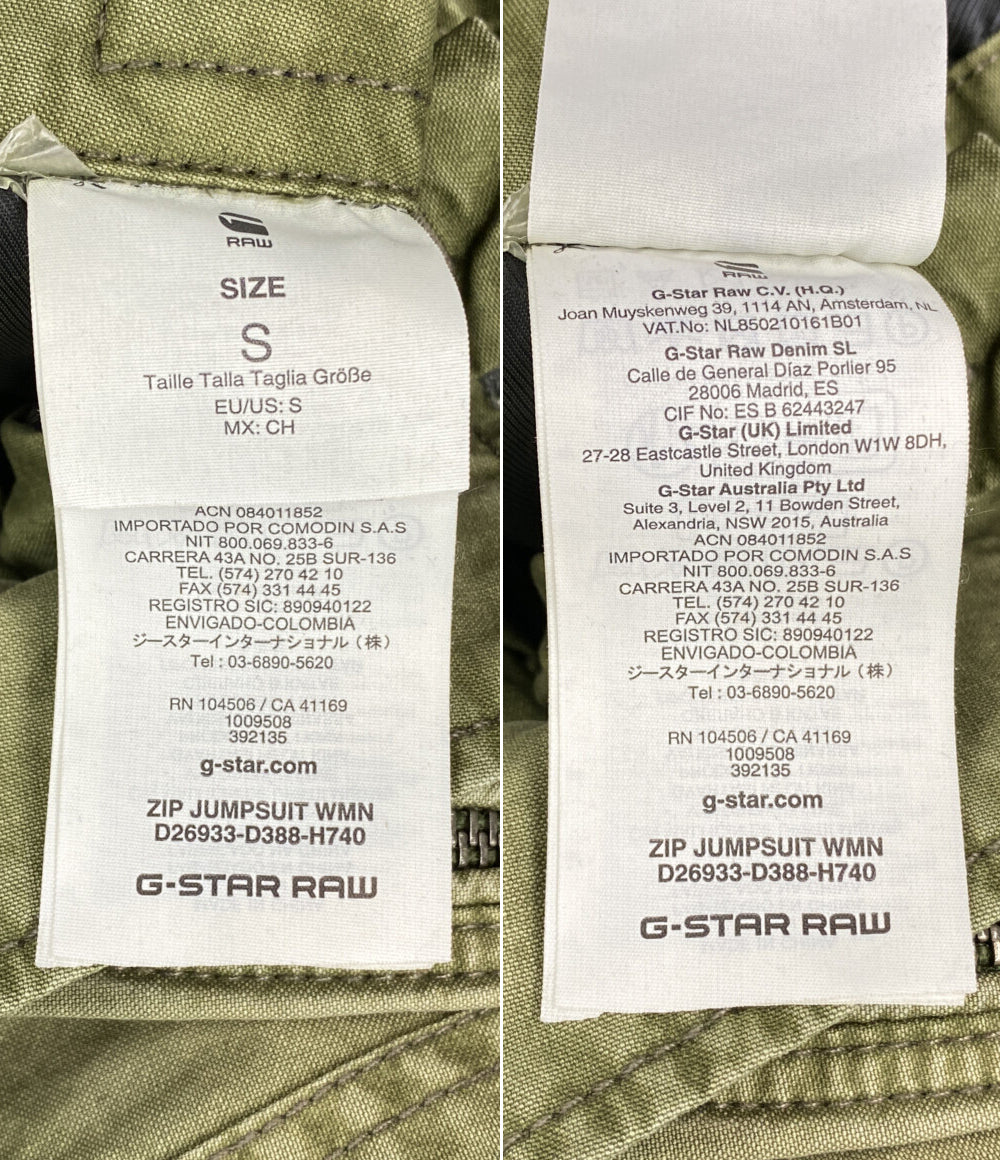 RAW
SIZE
S
Taille Talla Taglia Größe
EU/US: S
MX: CH
ACN 084011852
IMPORTADO POR COMODIN S.A.S
NIT 800.069.833-6
CARRERA 43A NO. 25B SUR-136
TEL. (574) 270 42 10
FAX (574) 331 44 45
REGISTRO SIC: 890940122
ENVIGADO-COLOMBIA
ジースターインターナショナル（株）
Tel : 03-6890-5620
RN 104506 / CA 41169
1009508
392135
g-star.com
ZIP JUMPSUIT WMN
D26933-D388-H740
G-STAR RAW
RAW
G-Star Raw C.V. (H.Q.)
Joan Muyskenweg 39, 1114 AN, Amsterdam, NL
VAT.No: NL850210161B01
G-Star Raw Denim SL
Calle de General Díaz Porlier 95
28006 Madrid, ES
CIF No: ES B 62443247
G-Star (UK) Limited
27-28 Eastcastle Street, London W1W 8DH,
United Kingdom
G-Star Australia Pty Ltd
Suite 3, Level 2, 11 Bowden Street,
Alexandria, NSW 2015, Australia
ACN 084011852
IMPORTADO POR COMODIN S.A.S
NIT 800.069.833-6
CARRERA 43A NO. 25B SUR-136
TEL. (574) 270 42 10
FAX (574) 331 44 45
REGISTRO SIC: 890940122
ENVIGADO-COLOMBIA
ジースターインターナショナル（株）
Tel : 03-6890-5620
RN 104506 / CA 41169
1009508
392135
g-star.com
ZIP JUMPSUIT WMN
D26933-D388-H740
G-STAR RAW